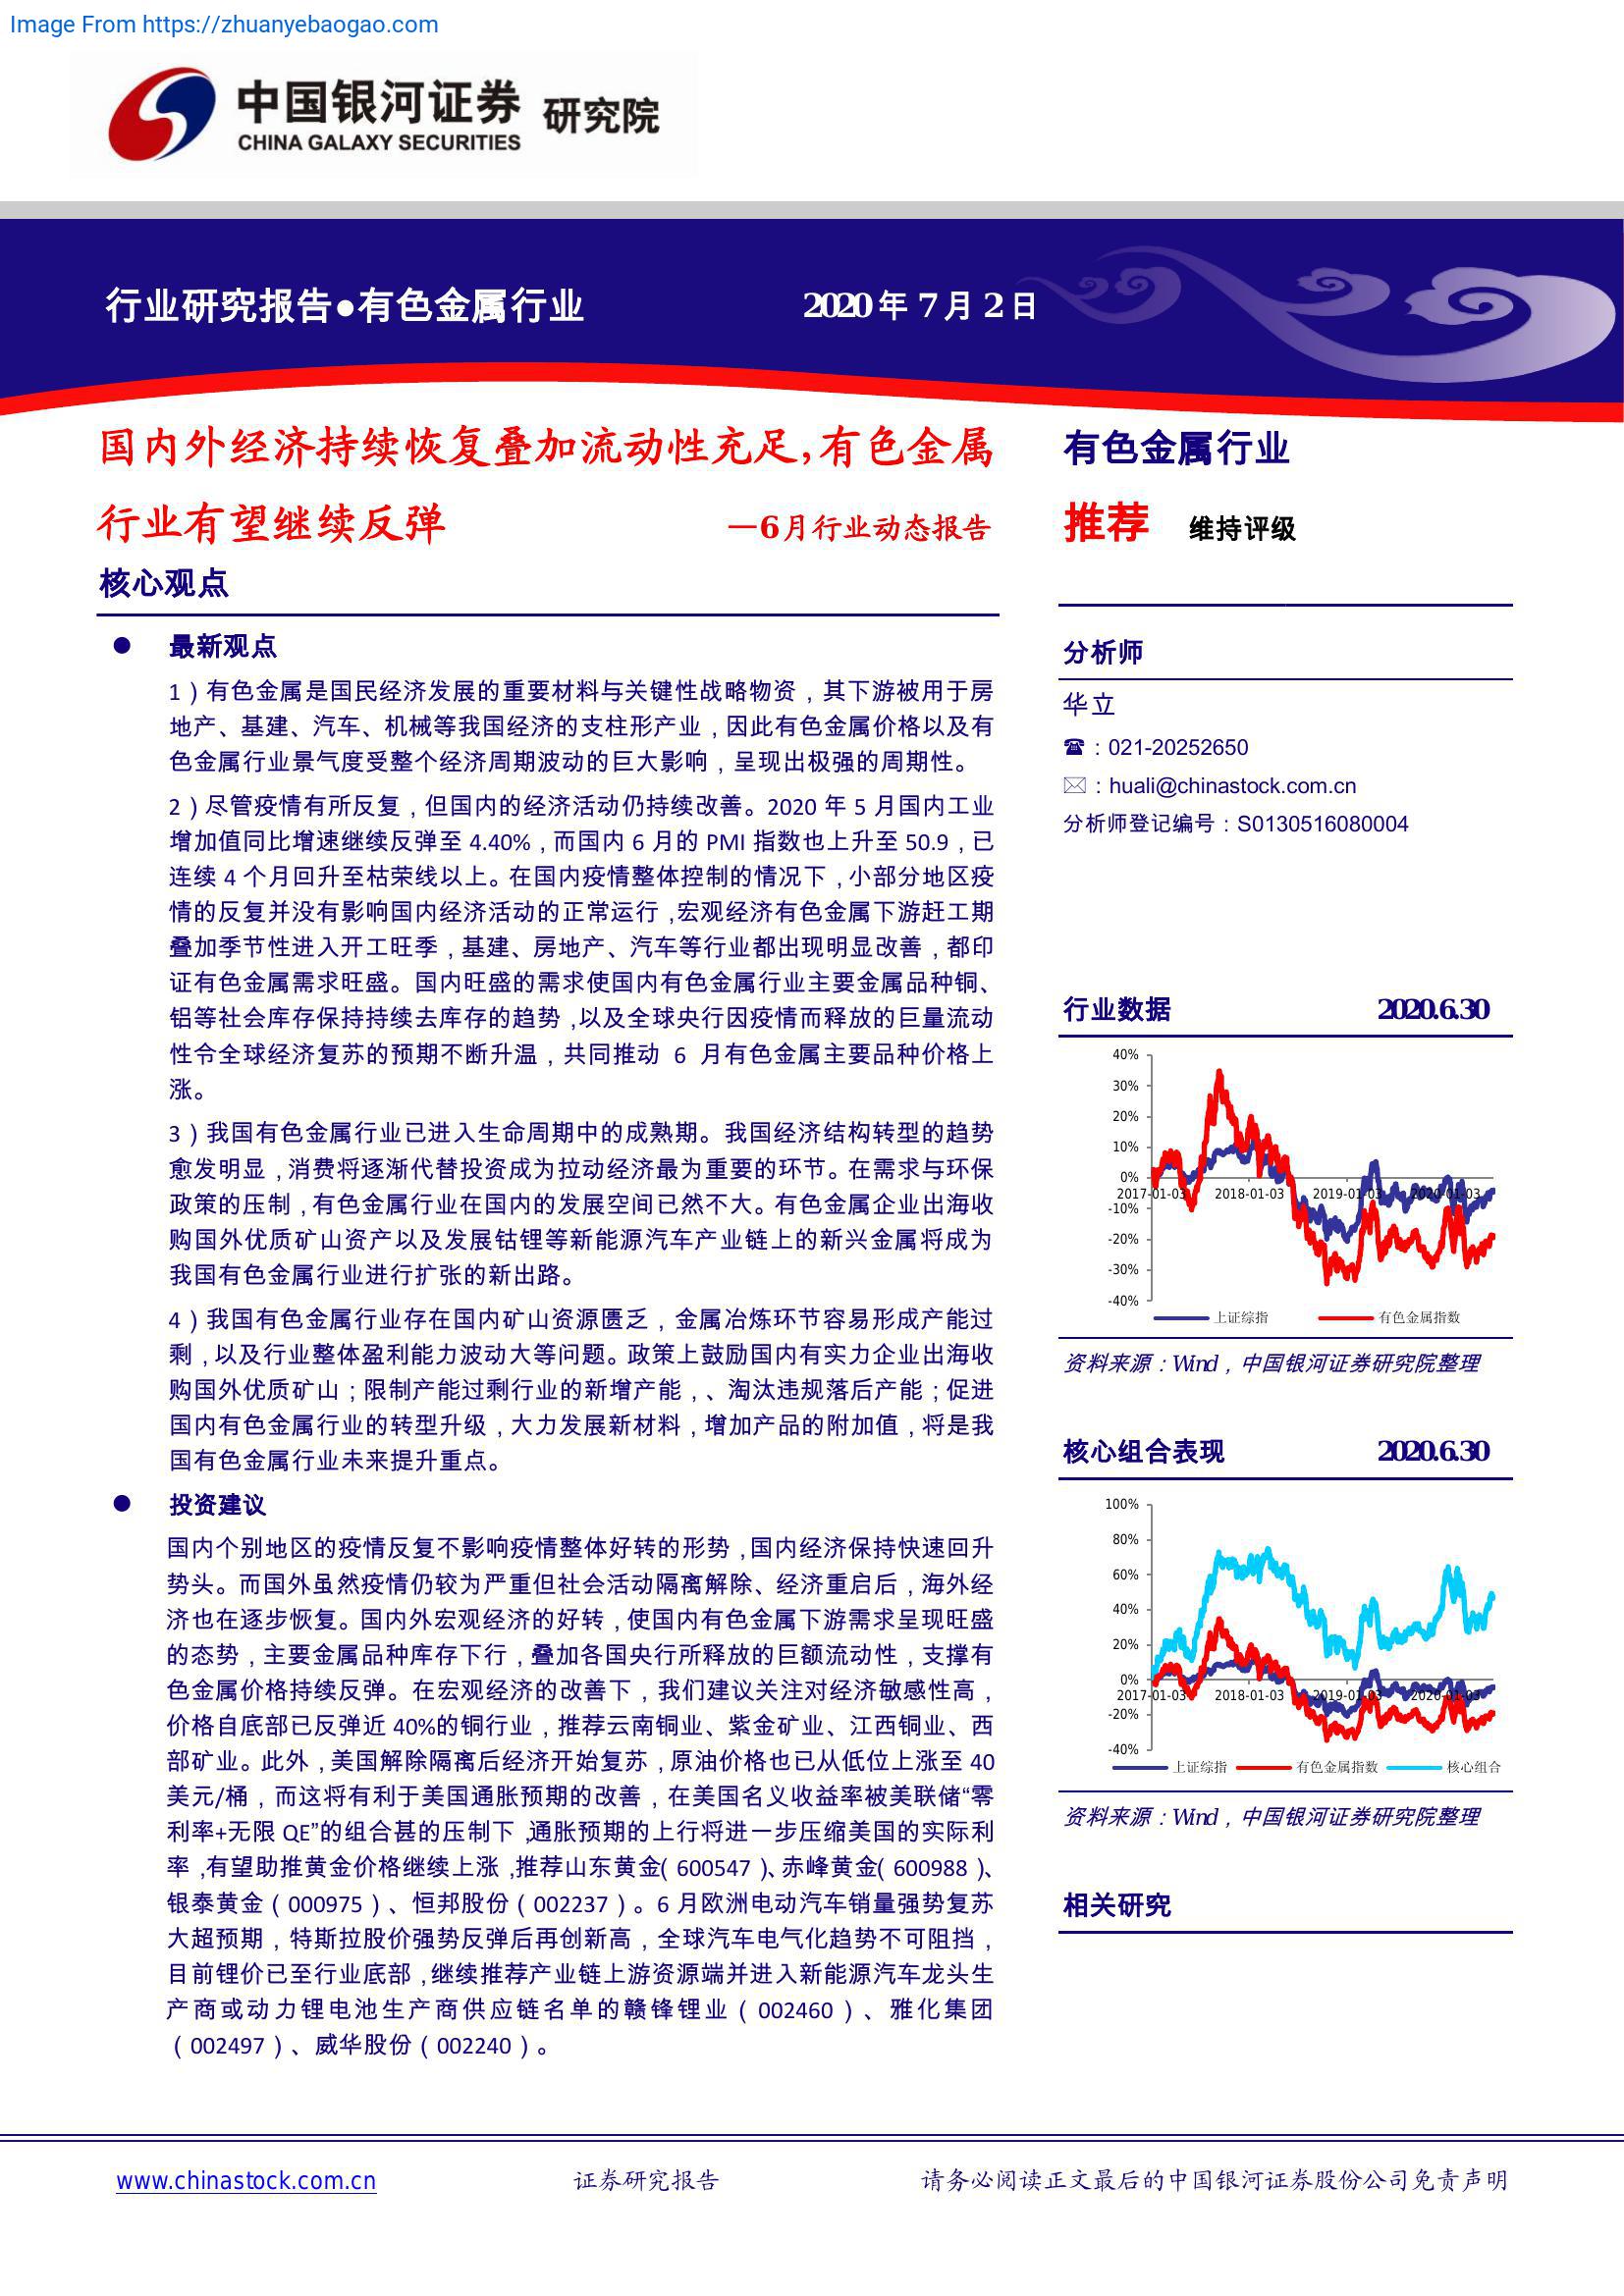 Image From https://zhuanyebaogao.com
中国银河证券 研究院
CHINA GALAXY SECURITIES
行业研究报告●有色金属行业 2020 年 7 月 2 日
国内外经济持续恢复叠加流动性充足,有色金属
行业有望继续反弹 —6月行业动态报告
核心观点
● 最新观点
1）有色金属是国民经济发展的重要材料与关键性战略物资，其下游被用于房
地产、基建、汽车、机械等我国经济的支柱形产业，因此有色金属价格以及有
色金属行业景气度受整个经济周期波动的巨大影响，呈现出极强的周期性。
2）尽管疫情有所反复，但国内的经济活动仍持续改善。2020 年 5 月国内工业
增加值同比增速继续反弹至 4.40%，而国内 6 月的 PMI 指数也上升至 50.9，已
连续 4 个月回升至枯荣线以上。在国内疫情整体控制的情况下，小部分地区疫
情的反复并没有影响国内经济活动的正常运行，宏观经济有色金属下游赶工期
叠加季节性进入开工旺季，基建、房地产、汽车等行业都出现明显改善，都印
证有色金属需求旺盛。国内旺盛的需求使国内有色金属行业主要金属品种铜、
铝等社会库存保持持续去库存的趋势，以及全球央行因疫情而释放的巨量流动
性令全球经济复苏的预期不断升温，共同推动 6 月有色金属主要品种价格上
涨。
3）我国有色金属行业已进入生命周期中的成熟期。我国经济结构转型的趋势
愈发明显，消费将逐渐代替投资成为拉动经济最为重要的环节。在需求与环保
政策的压制，有色金属行业在国内的发展空间已然不大。有色金属企业出海收
购国外优质矿山资产以及发展钴锂等新能源汽车产业链上的新兴金属将成为
我国有色金属行业进行扩张的新出路。
4）我国有色金属行业存在国内矿山资源匮乏，金属冶炼环节容易形成产能过
剩，以及行业整体盈利能力波动大等问题。政策上鼓励国内有实力企业出海收
购国外优质矿山；限制产能过剩行业的新增产能，、淘汰违规落后产能；促进
国内有色金属行业的转型升级，大力发展新材料，增加产品的附加值，将是我
国有色金属行业未来提升重点。
● 投资建议
国内个别地区的疫情反复不影响疫情整体好转的形势，国内经济保持快速回升
势头。而国外虽然疫情仍较为严重但社会活动隔离解除、经济重启后，海外经
济也在逐步恢复。国内外宏观经济的好转，使国内有色金属下游需求呈现旺盛
的态势，主要金属品种库存下行，叠加各国央行所释放的巨额流动性，支撑有
色金属价格持续反弹。在宏观经济的改善下，我们建议关注对经济敏感性高，
价格自底部已反弹近 40%的铜行业，推荐云南铜业、紫金矿业、江西铜业、西
部矿业。此外，美国解除隔离后经济开始复苏，原油价格也已从低位上涨至 40
美元/桶，而这将有利于美国通胀预期的改善，在美国名义收益率被美联储“零
利率+无限 QE”的组合甚的压制下，通胀预期的上行将进一步压缩美国的实际利
率，有望助推黄金价格继续上涨，推荐山东黄金（600547）、赤峰黄金（600988）、
银泰黄金（000975）、恒邦股份（002237）。6 月欧洲电动汽车销量强势复苏
大超预期，特斯拉股价强势反弹后再创新高，全球汽车电气化趋势不可阻挡，
目前锂价已至行业底部，继续推荐产业链上游资源端并进入新能源汽车龙头生
产商或动力锂电池生产商供应链名单的赣锋锂业（002460）、雅化集团
（002497）、威华股份（002240）。
有色金属行业
推荐 维持评级
分析师
华立
☎：021-20252650
✉：huali@chinastock.com.cn
分析师登记编号：S0130516080004
行业数据 2020.6.30
40%
30%
20%
10%
0%
2017-01-03 2018-01-03 2019-01-03 2020-01-03
-10%
-20%
-30%
-40%
上证综指 有色金属指数
资料来源：Wind，中国银河证券研究院整理
核心组合表现 2020.6.30
100%
80%
60%
40%
20%
0%
2017-01-03 2018-01-03 2019-01-03 2020-01-03
-20%
-40%
上证综指 有色金属指数 核心组合
资料来源：Wind，中国银河证券研究院整理
相关研究
www.chinastock.com.cn 证券研究报告 请务必阅读正文最后的中国银河证券股份公司免责声明